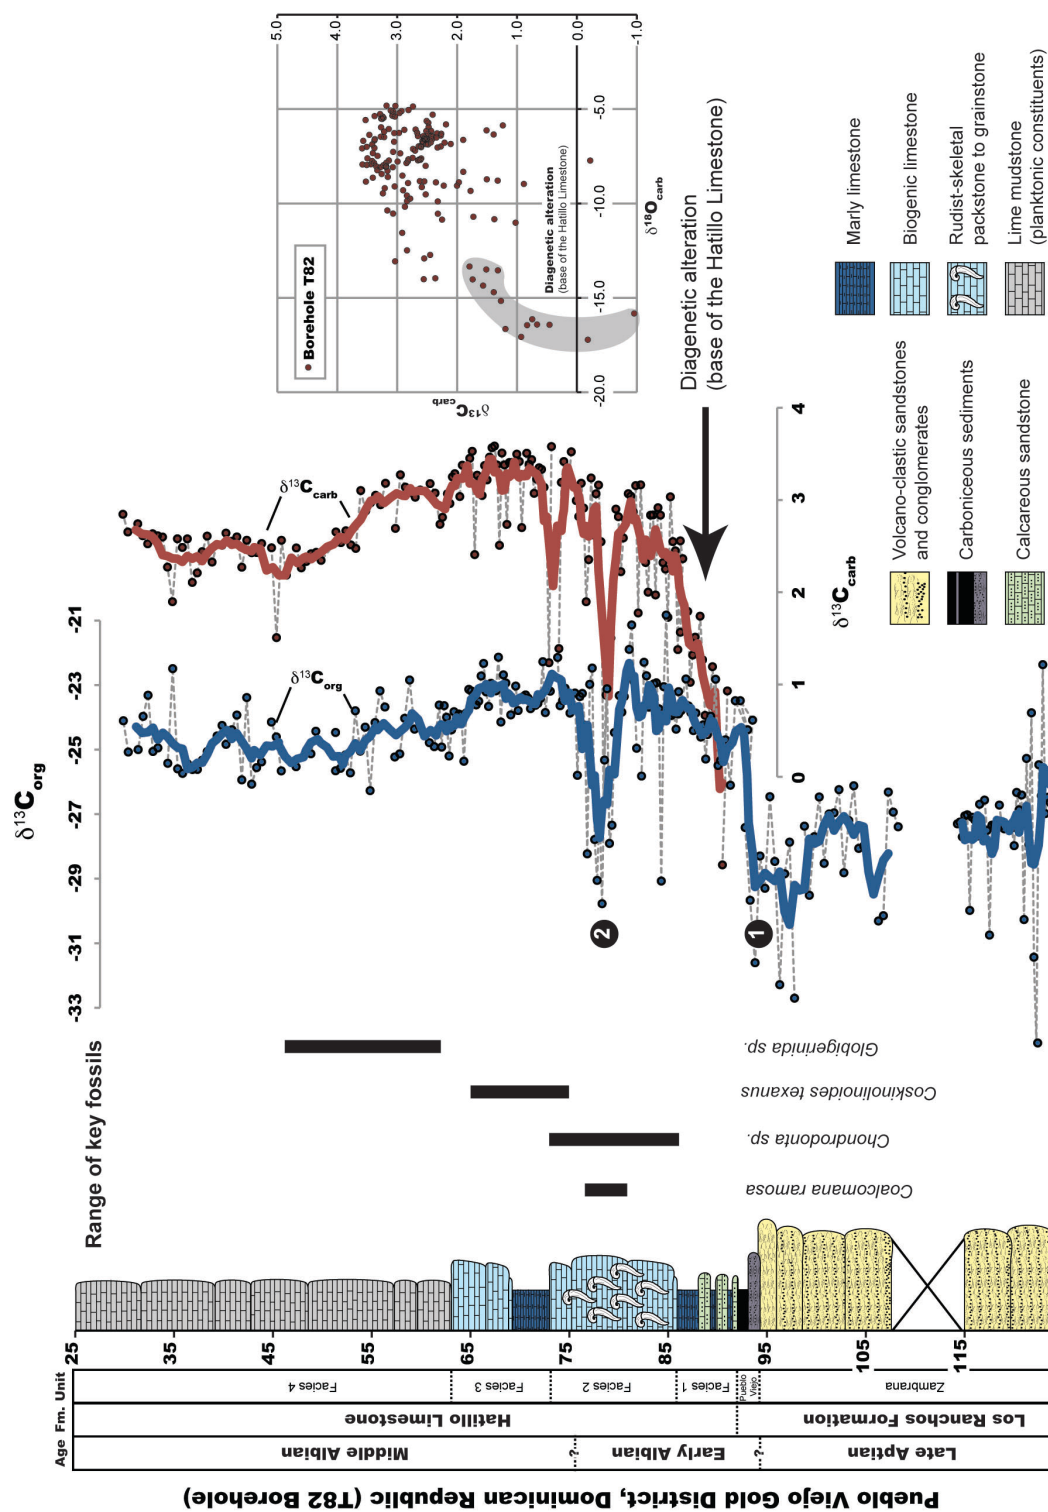 Pueblo Viejo Gold District, Dominican Republic (T82 Borehole)
Age
Fm.
Unit
Middle Albian
?
Early Albian
?
Late Aptian
Hatillo Limestone
Los Ranchos Formation
Facies 4
Facies 3
Facies 2
Facies 1
Pueblo
Viejo
Zambrana
25
35
45
55
65
75
85
95
105
115
Range of key fossils
Coalcomana ramosa
Chondrodonta sp.
Coskinolinoides texanus
Globigerinida sp.
δ13Corg
-33
-31
-29
-27
-25
-23
-21
δ13Corg
δ13Ccarb
1
2
δ13Ccarb
0
1
2
3
4
Diagenetic alteration
(base of the Hatillo Limestone)
5.0
4.0
3.0
2.0
1.0
0.0
-1.0
δ13Ccarb
Borehole T82
-20.0
-15.0
-10.0
-5.0
δ18Ocarb
Diagenetic alteration
(base of the Hatillo Limestone)
Volcano-clastic sandstones
and conglomerates
Carboniceous sediments
Calcareous sandstone
Marly limestone
Biogenic limestone
Rudist-skeletal
packstone to grainstone
Lime mudstone
(planktonic constituents)